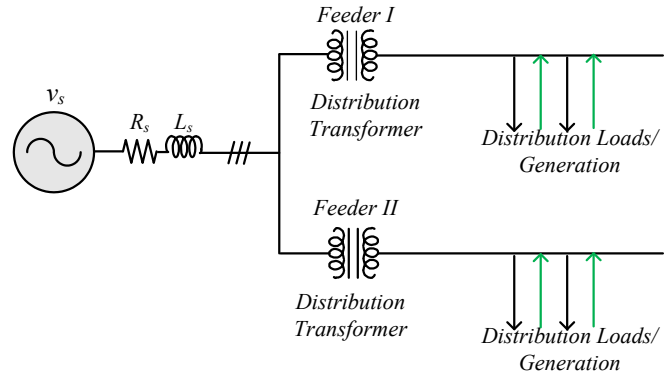 Feeder I
v_s
R_s
L_s
Distribution
Transformer
Distribution Loads/
Generation
Feeder II
Distribution
Transformer
Distribution Loads/
Generation